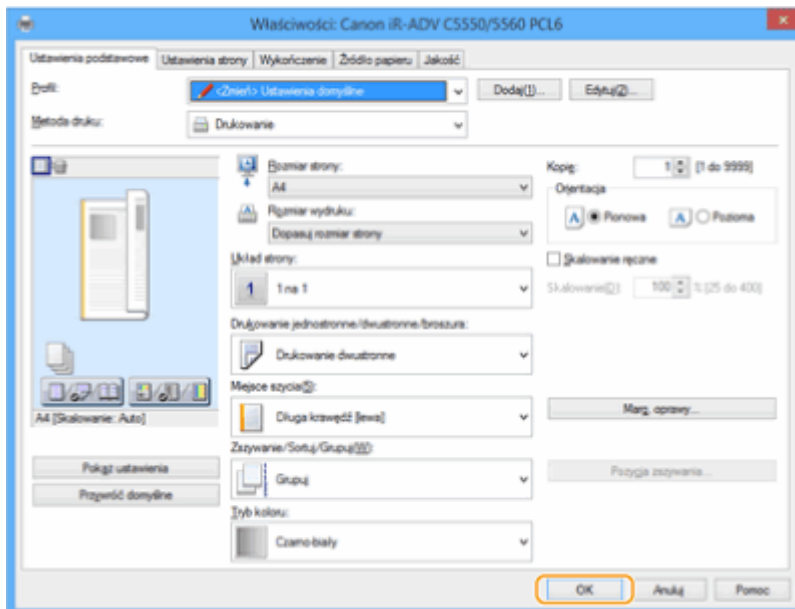 Właściwości: Canon iR-ADV C5550/5560 PCL6
Ustawienia podstawowe Ustawienia strony Wykończenie Źródło papieru Jakość
Profil: <Zmień> Ustawienia domyślne Dodaj(1)... Edytuj(2)...
Metoda druku: Drukowanie
Rozmiar strony: Kopie: 1 [1 do 9999]
A4 Orientacja
Rozmiar wydruku: A Pionowa A Pozioma
Dopasuj rozmiar strony
Układ strony: Skalowanie ręczne
1 1 na 1 Skalowanie(D): 100 % [25 do 400]
Drukowanie jednostronne/dwustronne/broszura:
Drukowanie dwustronne
Miejsce szycia(S):
A4 [Skalowanie: Auto] Długa krawędź [lewa] Marg. oprawy...
Zszywanie/Sortuj/Grupuj(W):
Pokaż ustawienia Grupuj Pozycja zszywania...
Przywróć domyślne
Tryb koloru:
Czarno-biały
OK Anuluj Pomoc